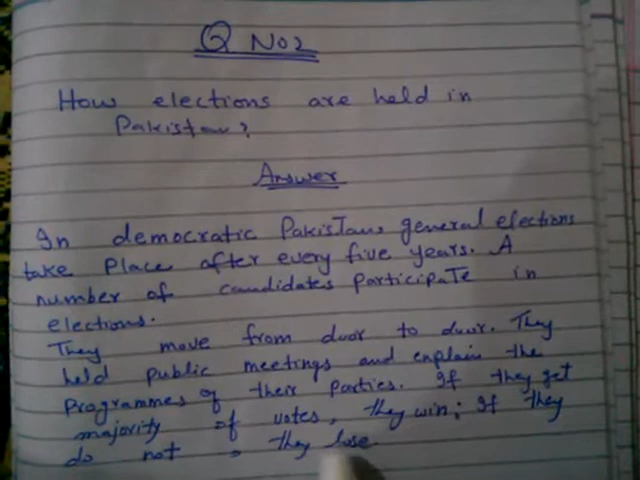 Q No2
How elections are held in
Pakistan?
Answer
In democratic Pakistan, general elections
take Place after every five years. A
number of candidates participate in
elections.
They move from door to door. They
held public meetings and explain the
Programmes of their parties. If they get
majority of votes, they win; If they
do not, they lose.